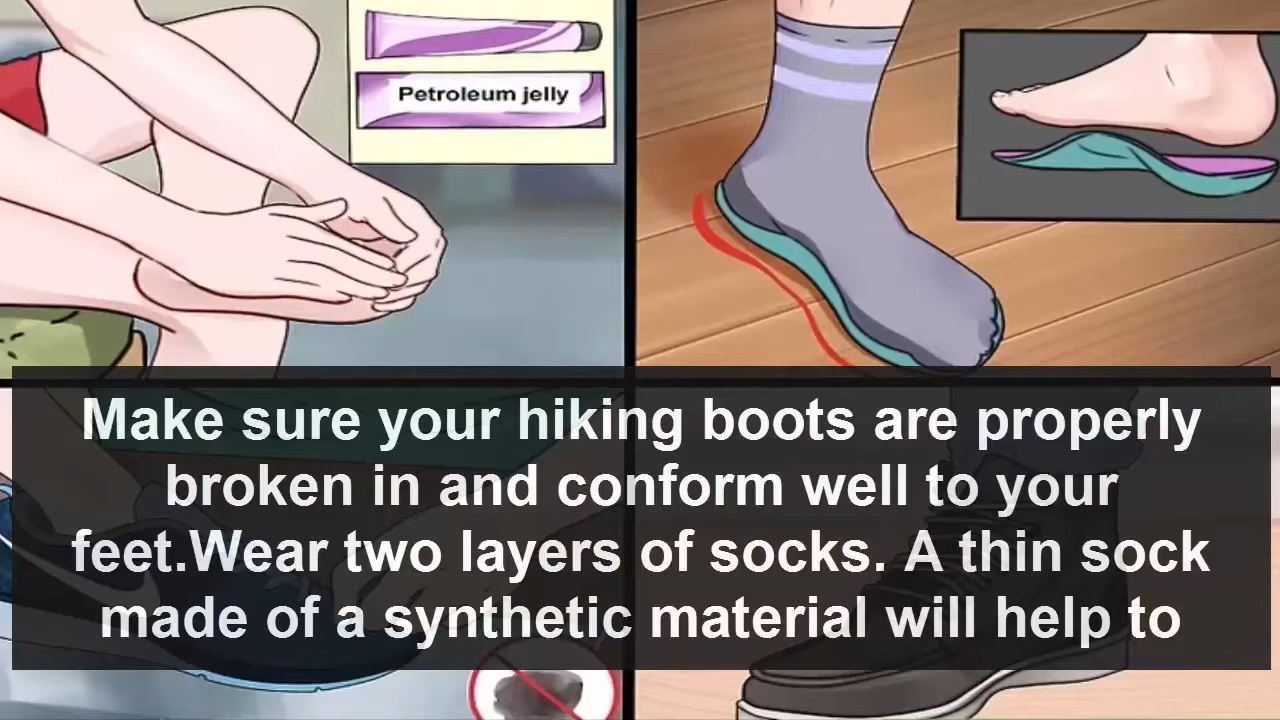 Petroleum jelly
Make sure your hiking boots are properly
broken in and conform well to your
feet.Wear two layers of socks. A thin sock
made of a synthetic material will help to